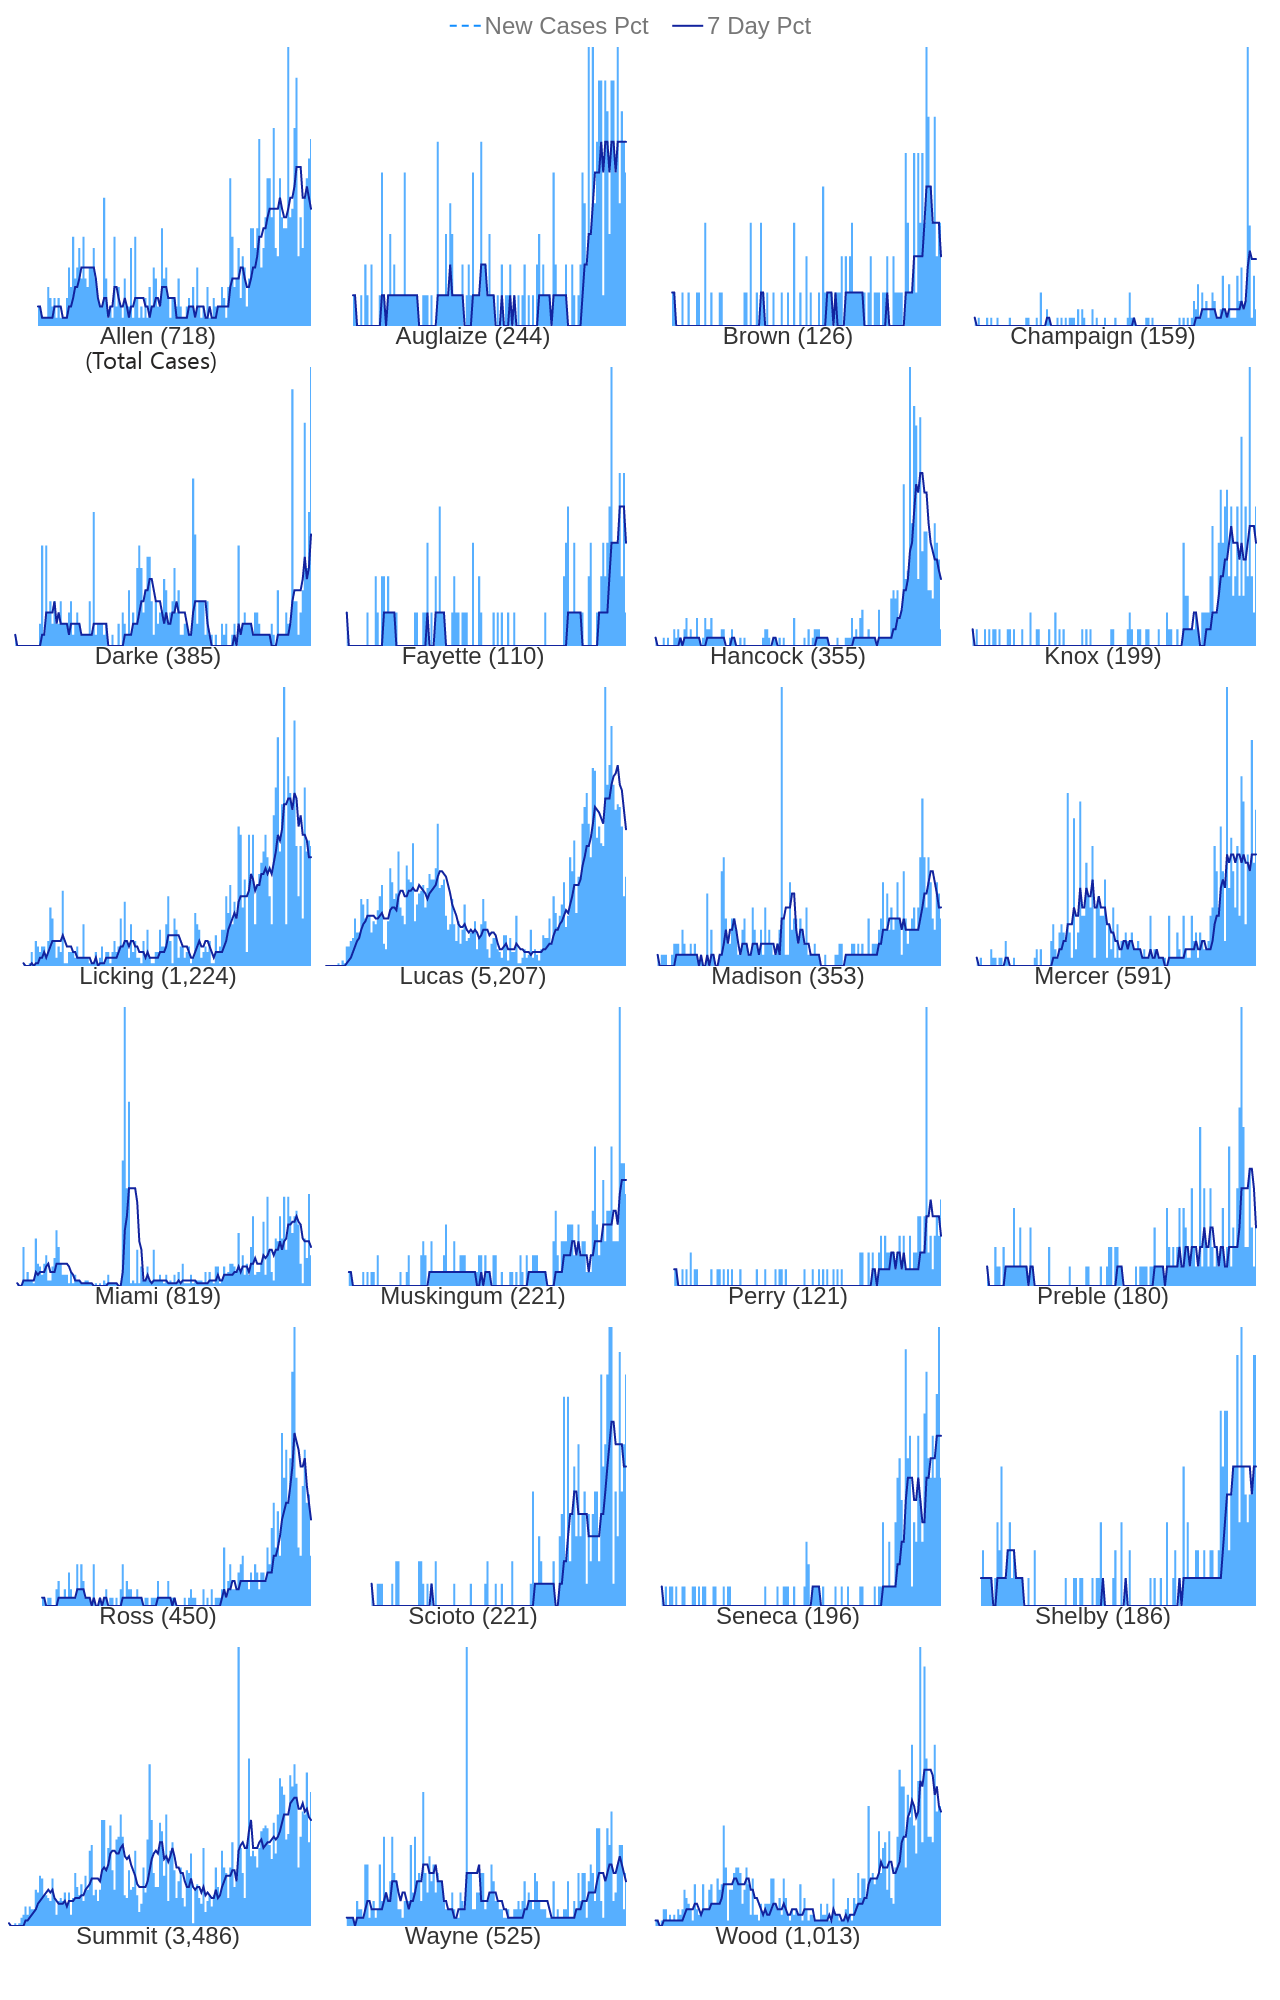 New Cases Pct 7 Day Pct
Allen (718) Auglaize (244) Brown (126) Champaign (159)
(Total Cases)
Darke (385) Fayette (110) Hancock (355) Knox (199)
Licking (1,224) Lucas (5,207) Madison (353) Mercer (591)
Miami (819) Muskingum (221) Perry (121) Preble (180)
Ross (450) Scioto (221) Seneca (196) Shelby (186)
Summit (3,486) Wayne (525) Wood (1,013)